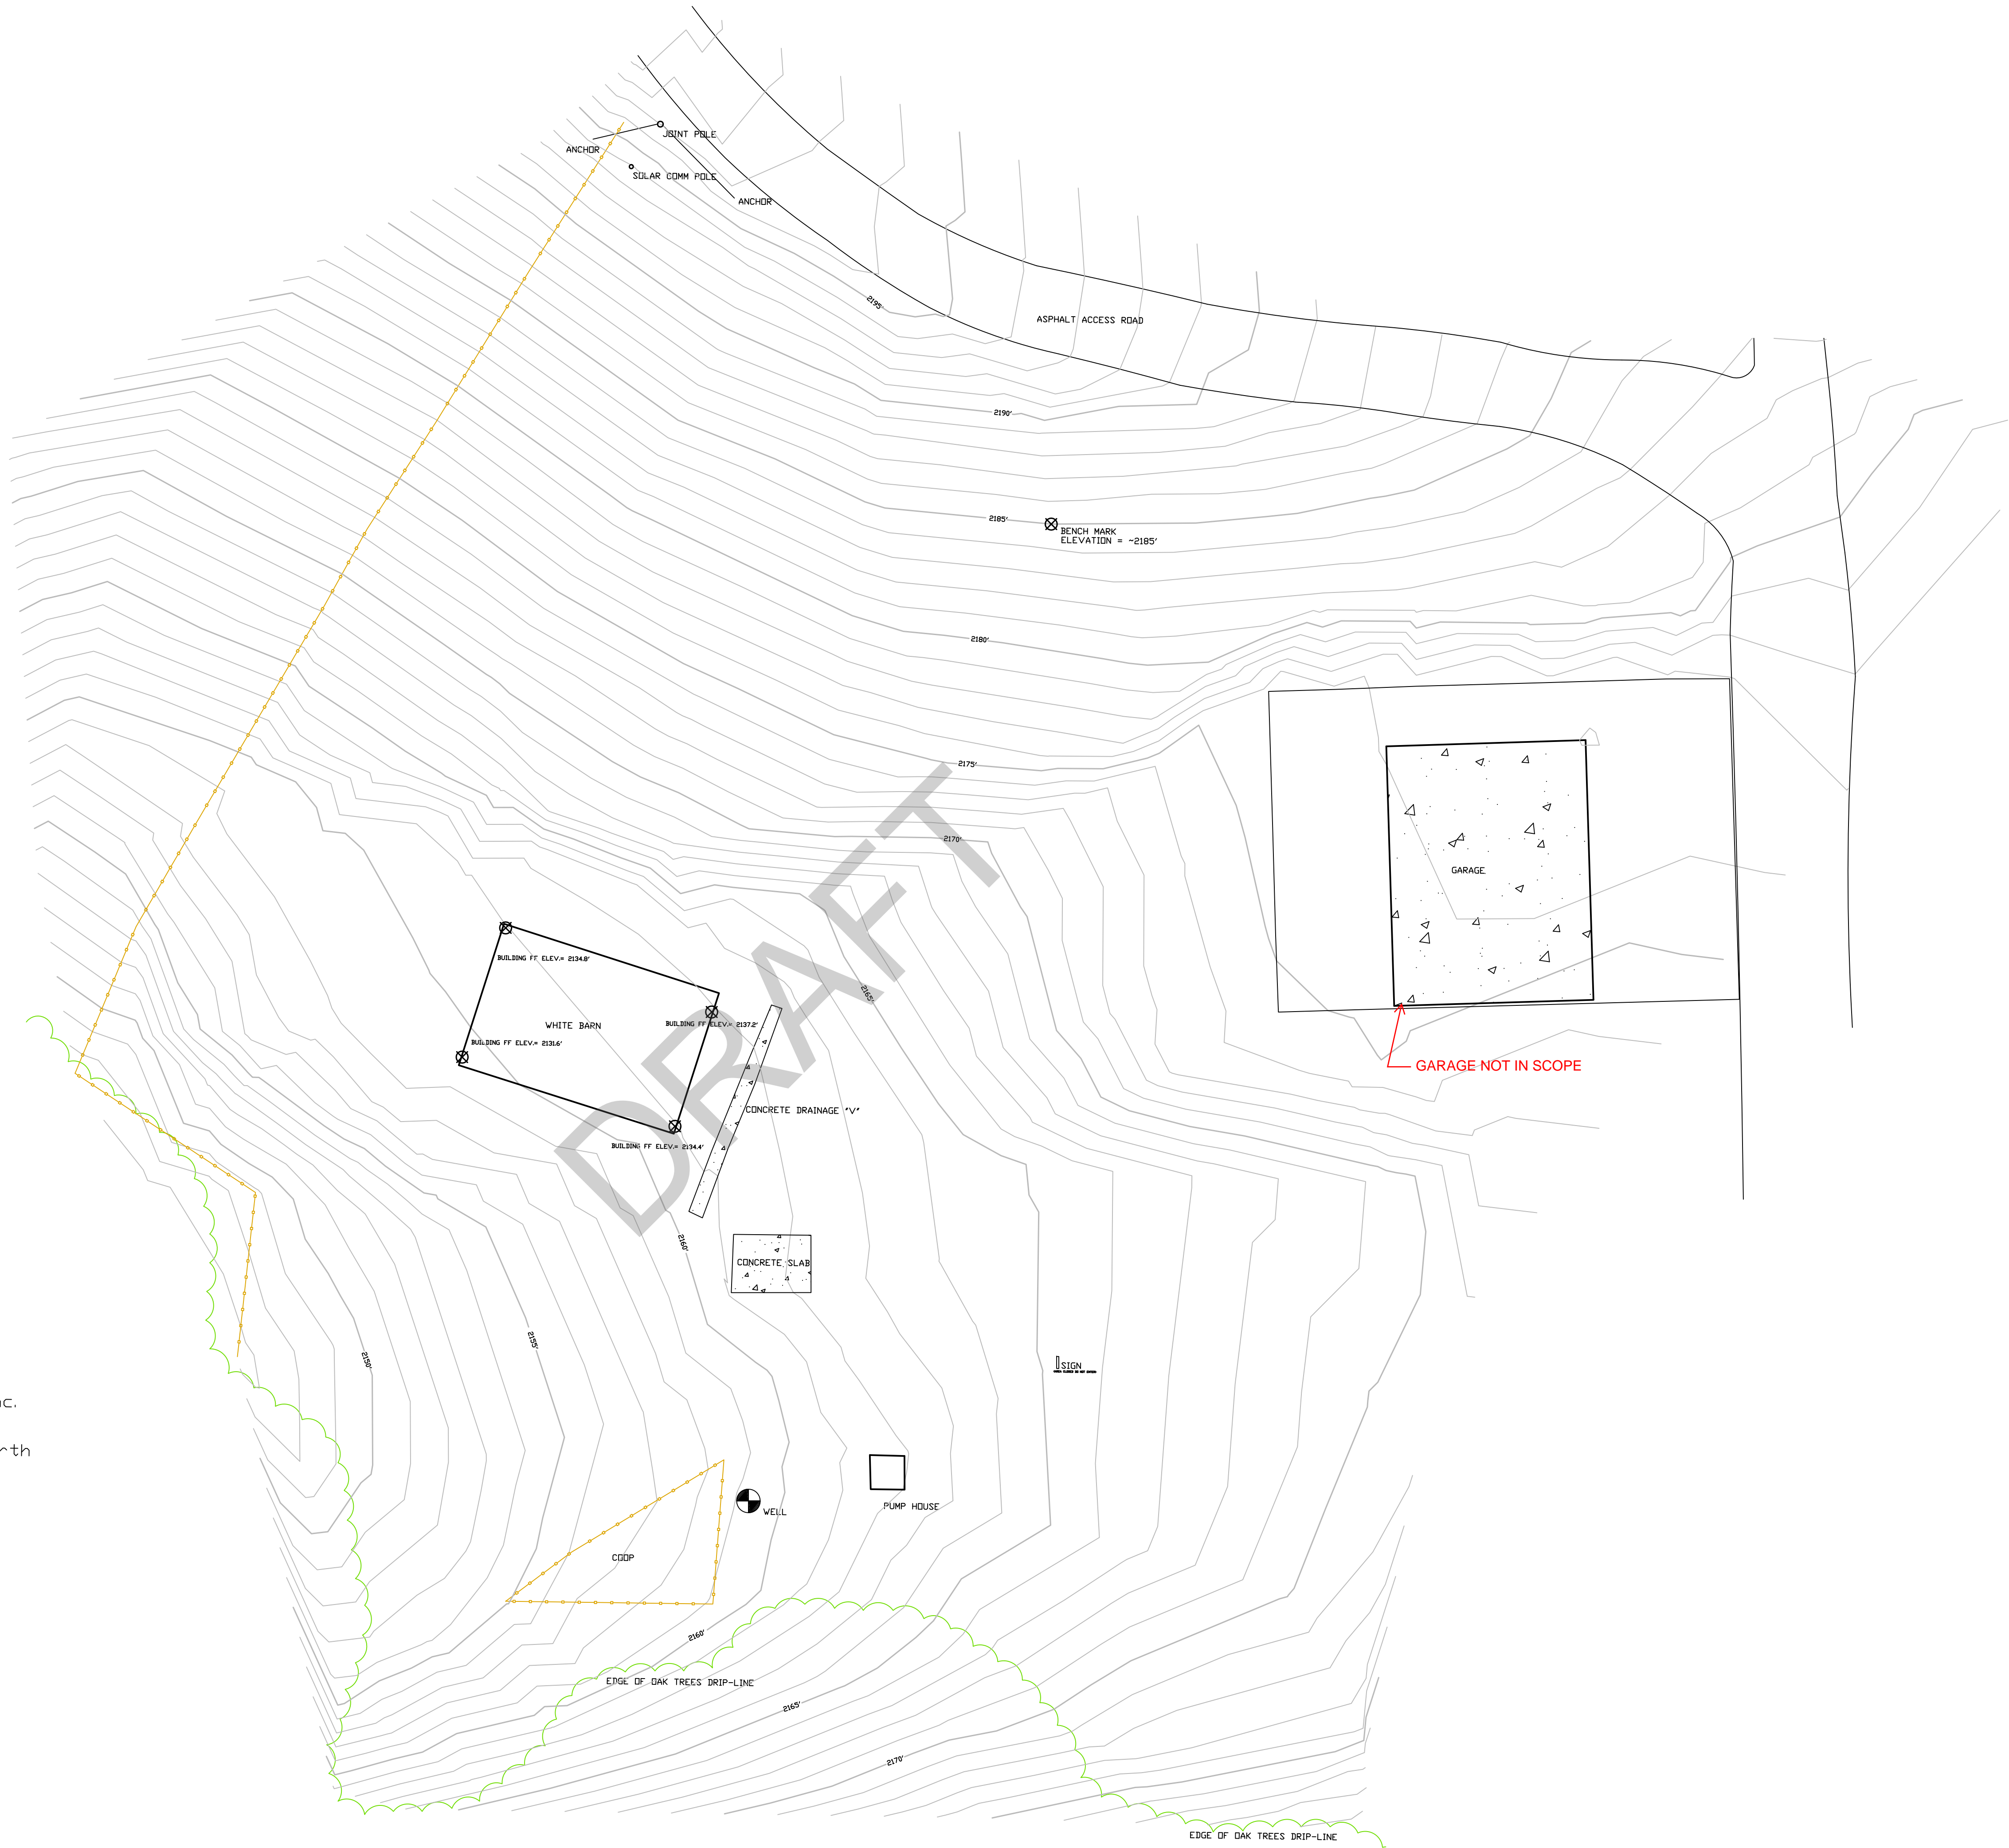 JOINT POLE
ANCHOR
SOLAR COMM POLE
ANCHOR
2195'
ASPHALT ACCESS ROAD
2190'
2185'
BENCH MARK
ELEVATION = ~2185'
2180'
2175'
2170'
GARAGE
BUILDING FF ELEV.= 2134.8'
2165'
WHITE BARN
BUILDING FF ELEV.= 2137.2'
BUILDING FF ELEV.= 2131.6'
GARAGE NOT IN SCOPE
DRAFT
CONCRETE DRAINAGE "V"
BUILDING FF ELEV.= 2134.4'
2160'
CONCRETE SLAB
2155'
2150'
SIGN
nc.
rth
PUMP HOUSE
WELL
COOP
2160'
EDGE OF OAK TREES DRIP-LINE
2165'
2170'
EDGE OF OAK TREES DRIP-LINE